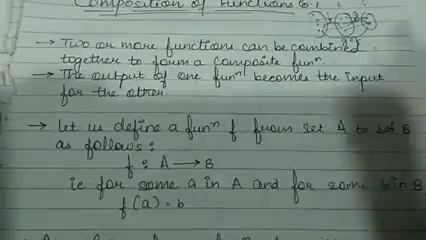 Composition of Functions
→ Two or more functions can be combined
together to form a composite funⁿ.
→ The output of one funⁿ becomes the input
for the other.
→ Let us define a funⁿ f from set A to set B
as follows:
f : A → B
ie. for some a in A and for some b in B
f(a) = b